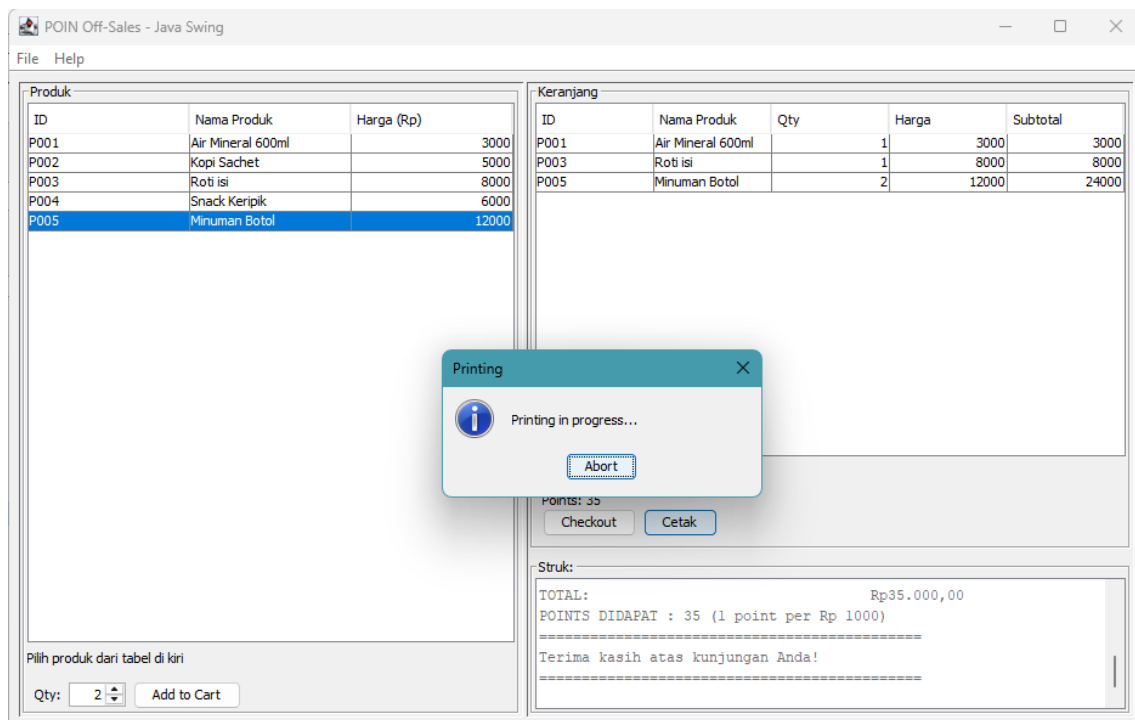 POIN Off-Sales - Java Swing
File Help
Produk
ID Nama Produk Harga (Rp)
P001 Air Mineral 600ml 3000
P002 Kopi Sachet 5000
P003 Roti isi 8000
P004 Snack Keripik 6000
P005 Minuman Botol 12000
Pilih produk dari tabel di kiri
Qty: 2 Add to Cart
Keranjang
ID Nama Produk Qty Harga Subtotal
P001 Air Mineral 600ml 1 3000 3000
P003 Roti isi 1 8000 8000
P005 Minuman Botol 2 12000 24000
Printing
Printing in progress...
Abort
Points: 35
Checkout Cetak
Struk:
TOTAL: Rp35.000,00
POINTS DIDAPAT : 35 (1 point per Rp 1000)
=============================================
Terima kasih atas kunjungan Anda!
=============================================